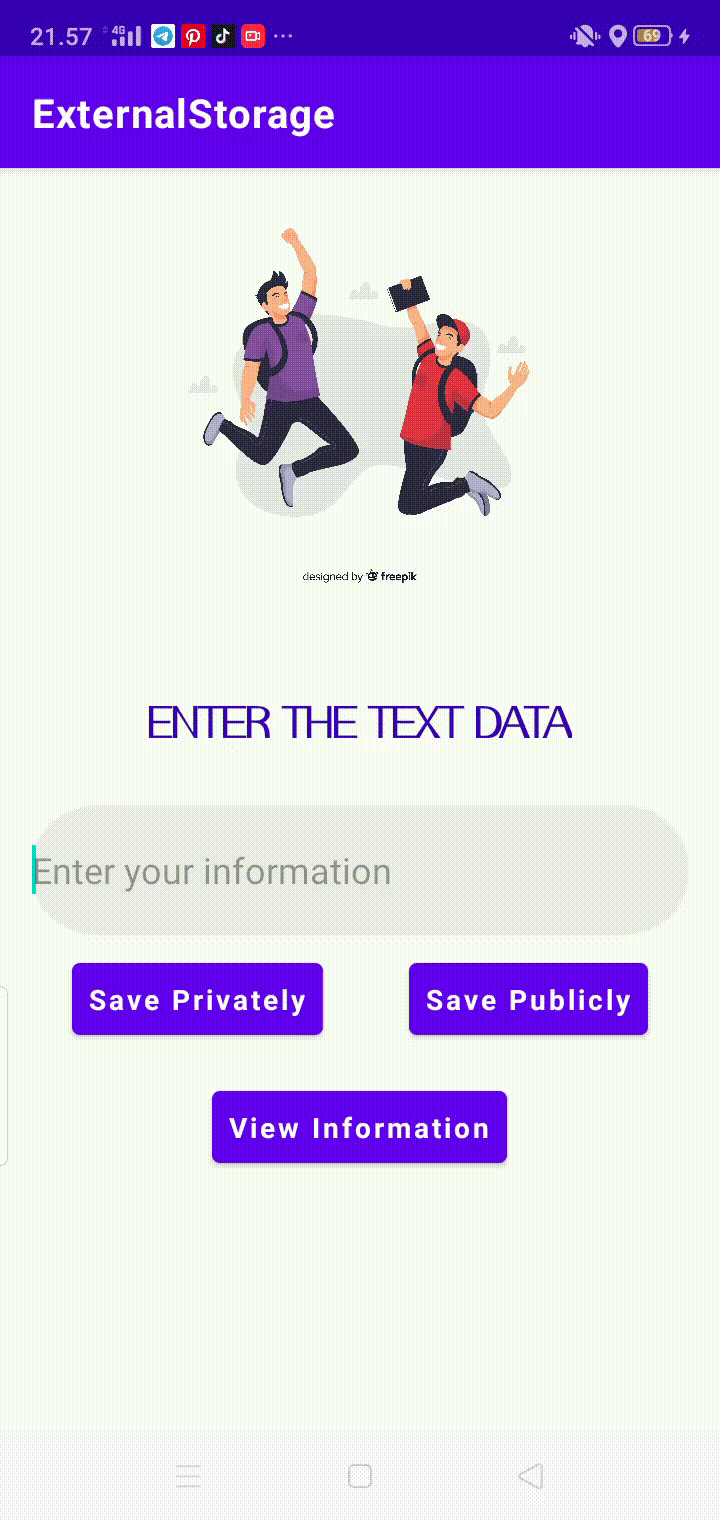 21.57 4G 69
ExternalStorage
designed by freepik
ENTER THE TEXT DATA
Enter your information
Save Privately Save Publicly
View Information